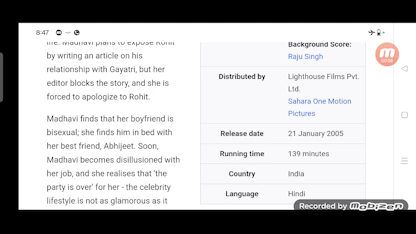 8:47
life. Madhavi plans to expose Rohit
by writing an article on his
relationship with Gayatri, but her
editor blocks the story, and she is
forced to apologize to Rohit.
Madhavi finds that her boyfriend is
bisexual; she finds him in bed with
her best friend, Abhijeet. Soon,
Madhavi becomes disillusioned with
her job, and she realises that 'the
party is over' for her - the celebrity
lifestyle is not as glamorous as it
Background Score:
Raju Singh
Distributed by
Lighthouse Films Pvt.
Ltd.
Sahara One Motion
Pictures
Release date
21 January 2005
Running time
139 minutes
Country
India
Language
Hindi
Recorded by MOBIZEN